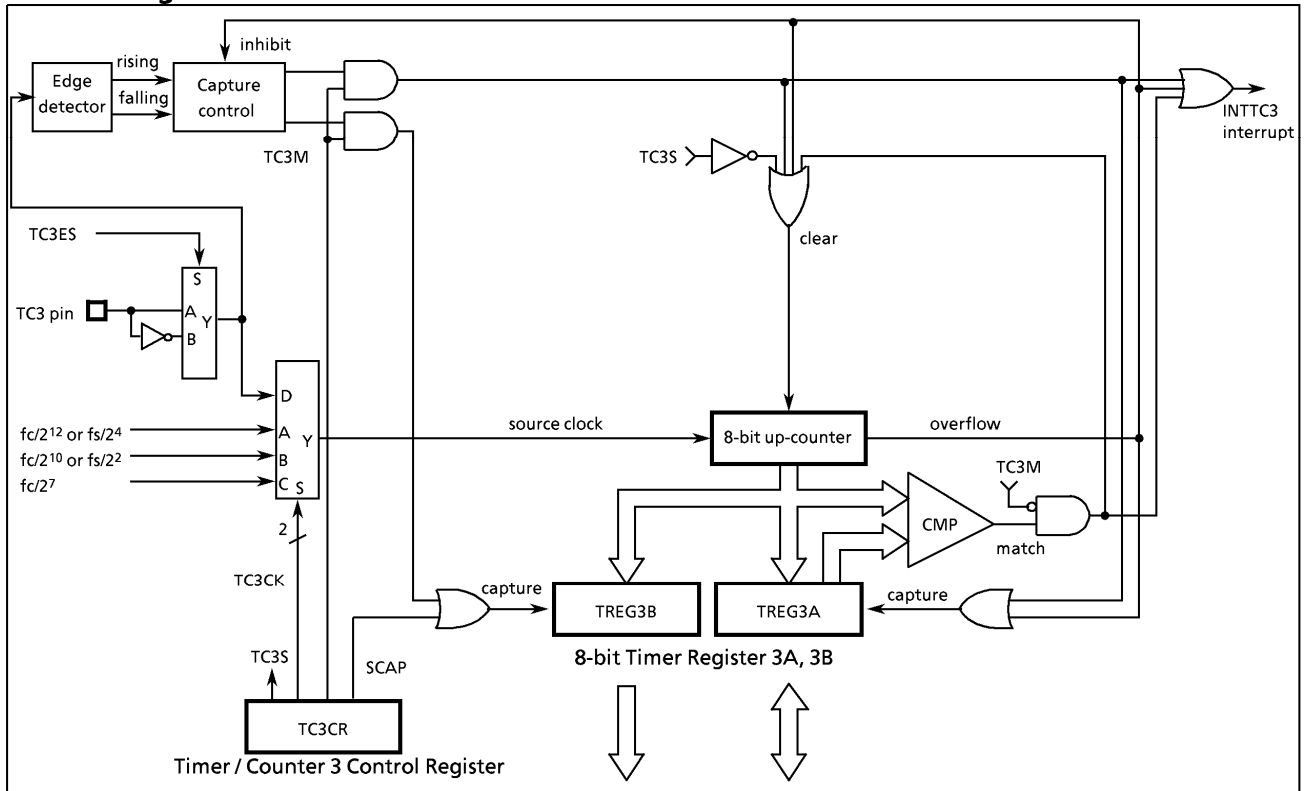 inhibit
rising
Edge
detector
falling
Capture
control
TC3M
INTTC3
interrupt
TC3S
clear
TC3ES
S
TC3 pin
A
Y
B
D
fc/2¹² or fs/2⁴
A
Y
source clock
8-bit up-counter
overflow
fc/2¹⁰ or fs/2²
B
fc/2⁷
C
S
TC3M
2
CMP
match
TC3CK
capture
TREG3B
TREG3A
capture
8-bit Timer Register 3A, 3B
TC3S
SCAP
TC3CR
Timer / Counter 3 Control Register